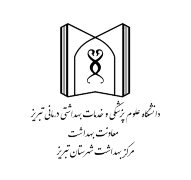 دانشگاه علوم پزشکی و خدمات بهداشتی درمانی تبریز
معاونت بهداشت
مرکز بهداشت شهرستان تبریز